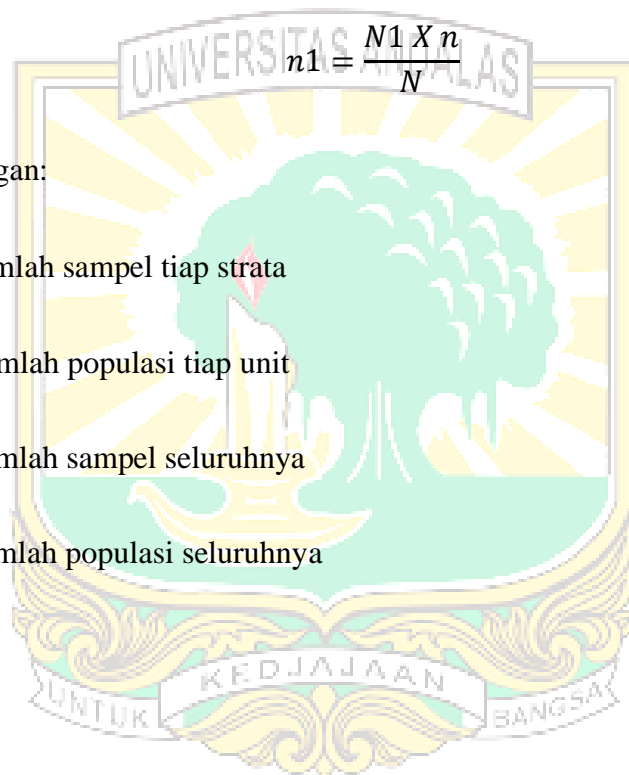 UNIVERSITAS ANDALAS
n1 = N1 X n / N
gan:
mlah sampel tiap strata
mlah populasi tiap unit
mlah sampel seluruhnya
mlah populasi seluruhnya
KEDJAJAAN
UNTUK BANGSA